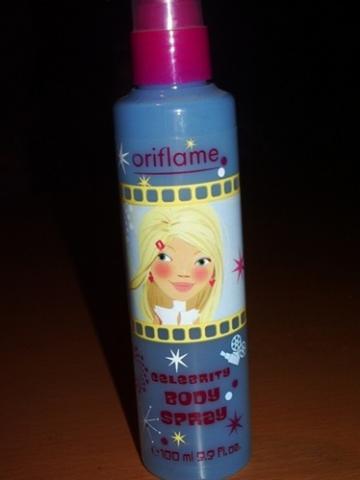 oriflame
CELEBRITY
BODY
SPRAY
e 100 ml 3.3 fl.oz.